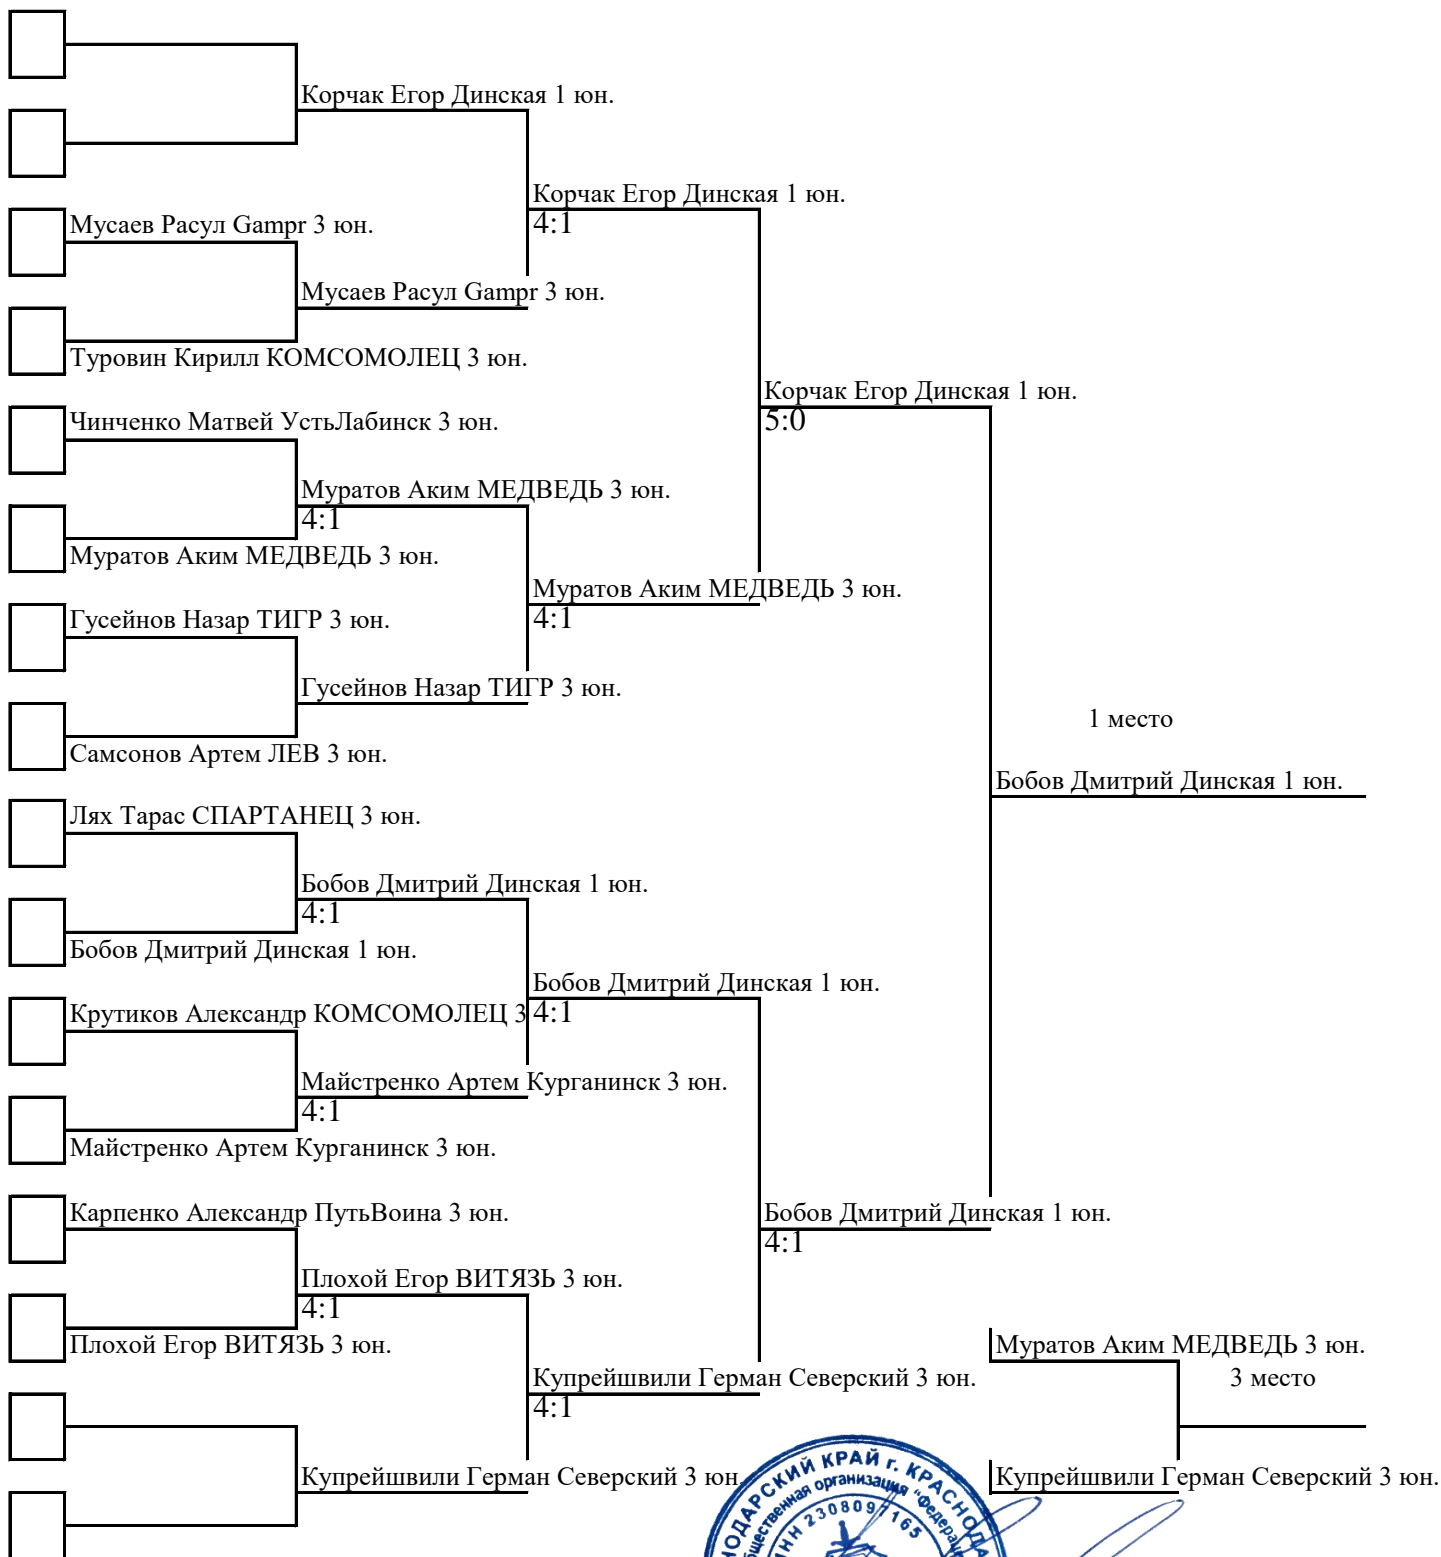 Корчак Егор Динская 1 юн.
Корчак Егор Динская 1 юн.
4:1
Мусаев Расул Gampr 3 юн.
Мусаев Расул Gampr 3 юн.
Туровин Кирилл КОМСОМОЛЕЦ 3 юн.
Корчак Егор Динская 1 юн.
5:0
Чинченко Матвей УстьЛабинск 3 юн.
Муратов Аким МЕДВЕДЬ 3 юн.
4:1
Муратов Аким МЕДВЕДЬ 3 юн.
Муратов Аким МЕДВЕДЬ 3 юн.
4:1
Гусейнов Назар ТИГР 3 юн.
Гусейнов Назар ТИГР 3 юн.
1 место
Самсонов Артем ЛЕВ 3 юн.
Бобов Дмитрий Динская 1 юн.
Лях Тарас СПАРТАНЕЦ 3 юн.
Бобов Дмитрий Динская 1 юн.
4:1
Бобов Дмитрий Динская 1 юн.
Бобов Дмитрий Динская 1 юн.
4:1
Крутиков Александр КОМСОМОЛЕЦ 3
Майстренко Артем Курганинск 3 юн.
4:1
Майстренко Артем Курганинск 3 юн.
Карпенко Александр ПутьВоина 3 юн.
Бобов Дмитрий Динская 1 юн.
4:1
Плохой Егор ВИТЯЗЬ 3 юн.
4:1
Плохой Егор ВИТЯЗЬ 3 юн.
Муратов Аким МЕДВЕДЬ 3 юн.
Купрейшвили Герман Северский 3 юн.
3 место
4:1
Купрейшвили Герман Северский 3 юн.
Купрейшвили Герман Северский 3 юн.
КРАЙ г.
организация
ИНН 2308097165